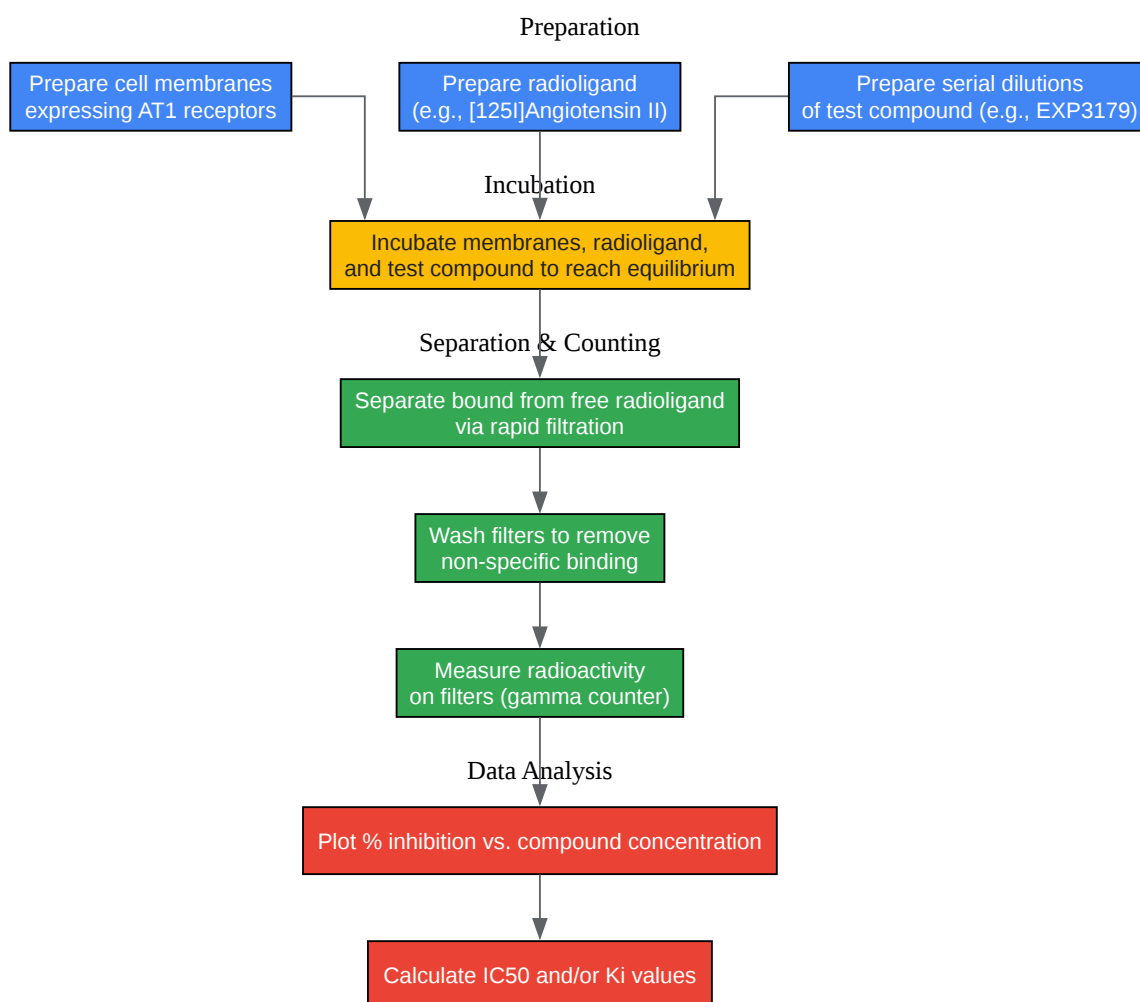 Preparation
Prepare cell membranes
expressing AT1 receptors
Prepare radioligand
(e.g., [125I]Angiotensin II)
Prepare serial dilutions
of test compound (e.g., EXP3179)
Incubation
Incubate membranes, radioligand,
and test compound to reach equilibrium
Separation & Counting
Separate bound from free radioligand
via rapid filtration
Wash filters to remove
non-specific binding
Measure radioactivity
on filters (gamma counter)
Data Analysis
Plot % inhibition vs. compound concentration
Calculate IC50 and/or Ki values